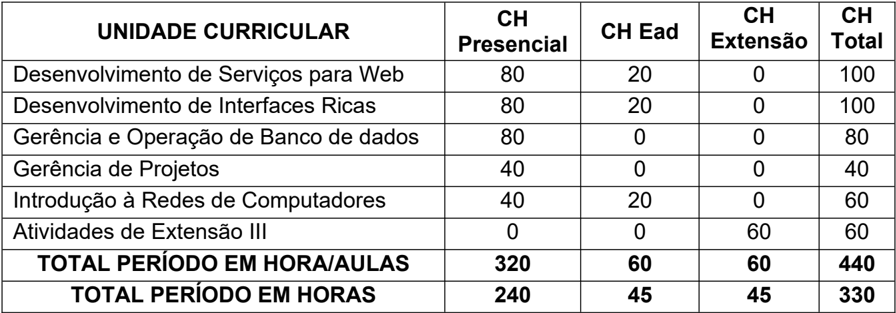 UNIDADE CURRICULAR CH Presencial CH Ead CH Extensão CH Total
Desenvolvimento de Serviços para Web 80 20 0 100
Desenvolvimento de Interfaces Ricas 80 20 0 100
Gerência e Operação de Banco de dados 80 0 0 80
Gerência de Projetos 40 0 0 40
Introdução à Redes de Computadores 40 20 0 60
Atividades de Extensão III 0 0 60 60
TOTAL PERÍODO EM HORA/AULAS 320 60 60 440
TOTAL PERÍODO EM HORAS 240 45 45 330